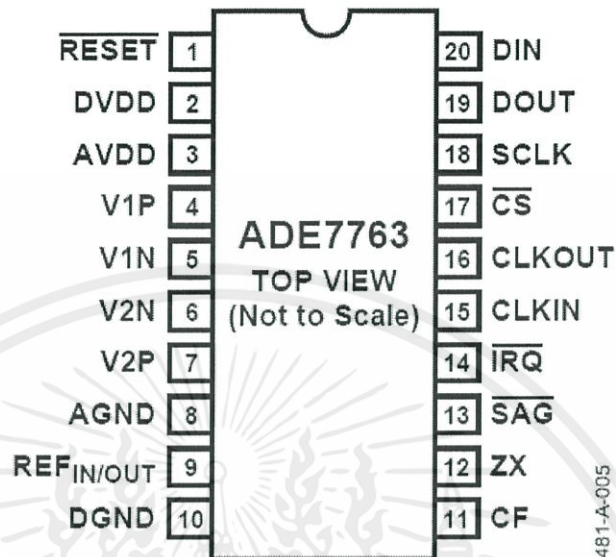 RESET 1
DVDD 2
AVDD 3
V1P 4
V1N 5
V2N 6
V2P 7
AGND 8
REFIN/OUT 9
DGND 10
ADE7763
TOP VIEW
(Not to Scale)
20 DIN
19 DOUT
18 SCLK
17 CS
16 CLKOUT
15 CLKIN
14 IRQ
13 SAG
12 ZX
11 CF
481-A-005